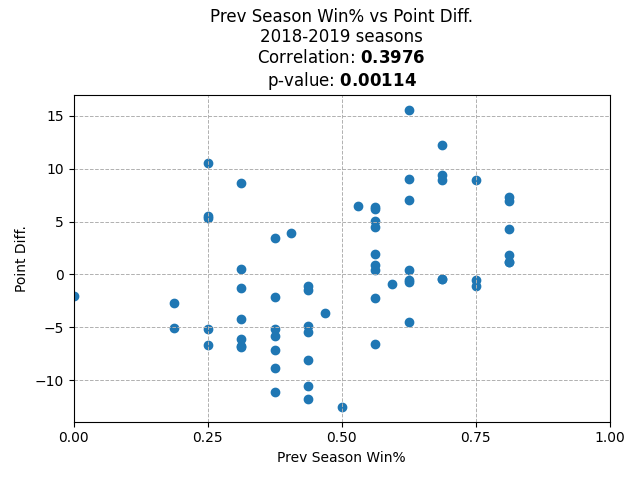 Prev Season Win% vs Point Diff.
2018-2019 seasons
Correlation: 0.3976
p-value: 0.00114
15
10
5
0
−5
−10
Point Diff.
0.00 0.25 0.50 0.75 1.00
Prev Season Win%